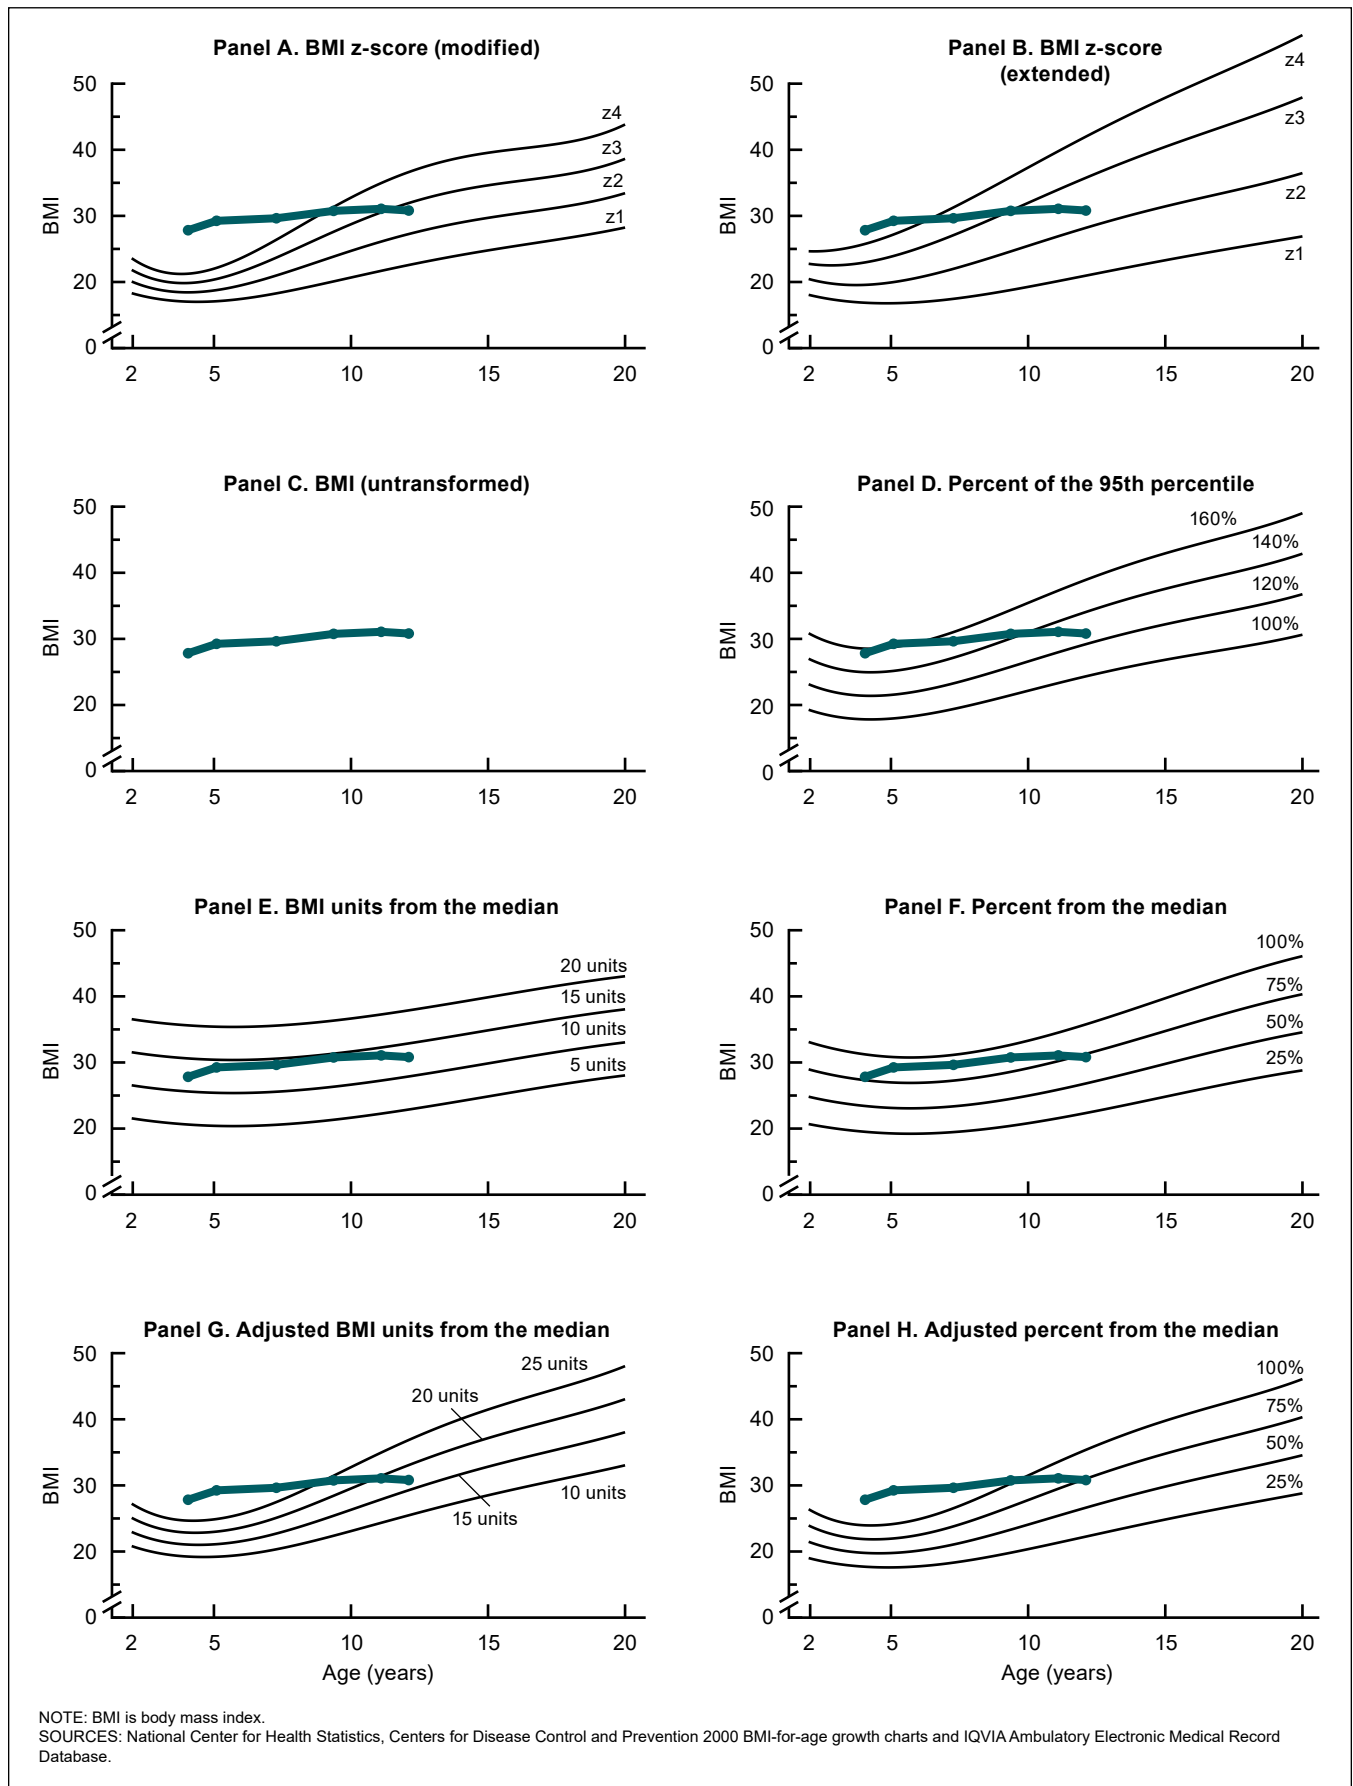 Panel A. BMI z-score (modified)
50
40
30
20
0
BMI
z4
z3
z2
z1
2 5 10 15 20
Panel B. BMI z-score
(extended)
50
40
30
20
0
BMI
z4
z3
z2
z1
2 5 10 15 20
Panel C. BMI (untransformed)
50
40
30
20
0
BMI
2 5 10 15 20
Panel D. Percent of the 95th percentile
50
40
30
20
0
BMI
160%
140%
120%
100%
2 5 10 15 20
Panel E. BMI units from the median
50
40
30
20
0
BMI
20 units
15 units
10 units
5 units
2 5 10 15 20
Panel F. Percent from the median
50
40
30
20
0
BMI
100%
75%
50%
25%
2 5 10 15 20
Panel G. Adjusted BMI units from the median
50
40
30
20
0
BMI
25 units
20 units
15 units
10 units
2 5 10 15 20
Age (years)
Panel H. Adjusted percent from the median
50
40
30
20
0
BMI
100%
75%
50%
25%
2 5 10 15 20
Age (years)
NOTE: BMI is body mass index.
SOURCES: National Center for Health Statistics, Centers for Disease Control and Prevention 2000 BMI-for-age growth charts and IQVIA Ambulatory Electronic Medical Record
Database.